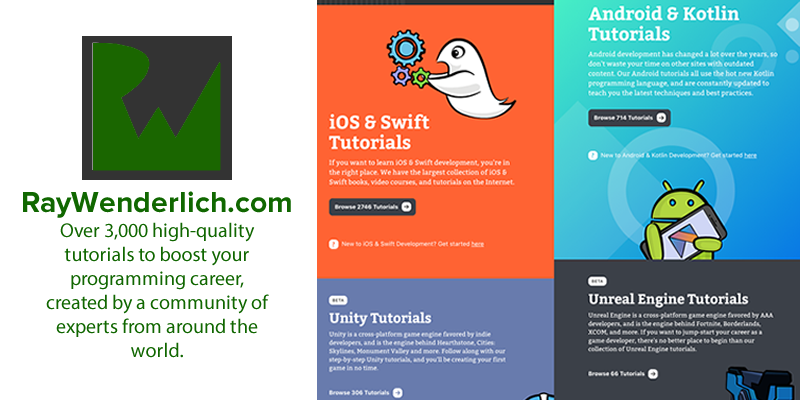 RayWenderlich.com
Over 3,000 high-quality
tutorials to boost your
programming career,
created by a community of
experts from around the
world.
iOS & Swift
Tutorials
If you want to learn iOS & Swift development, you're in
the right place. We have the largest collection of iOS &
Swift books, video courses, and tutorials on the Internet.
Browse 2746 Tutorials
? New to iOS & Swift Development? Get started here
BETA
Unity Tutorials
Unity is a cross-platform game engine favored by indie
developers, and is the engine behind Hearthstone, Cities:
Skylines, Monument Valley and more. Follow along with our
step-by-step Unity tutorials, and you'll be creating your first
game in no time.
Browse 306 Tutorials
Android & Kotlin
Tutorials
Android development has changed a lot over the years, so
don't waste your time on other sites with outdated
content. Our Android tutorials all use the hot new Kotlin
programming language, and are constantly updated to
teach you the latest techniques and best practices.
Browse 714 Tutorials
? New to Android & Kotlin Development? Get started here
BETA
Unreal Engine Tutorials
Unreal Engine is a cross-platform game engine favored by AAA
developers, and is the engine behind Fortnite, Borderlands,
XCOM, and more. If you want to jump-start your career as a
game developer, there's no better place to begin than our
collection of Unreal Engine tutorials.
Browse 66 Tutorials